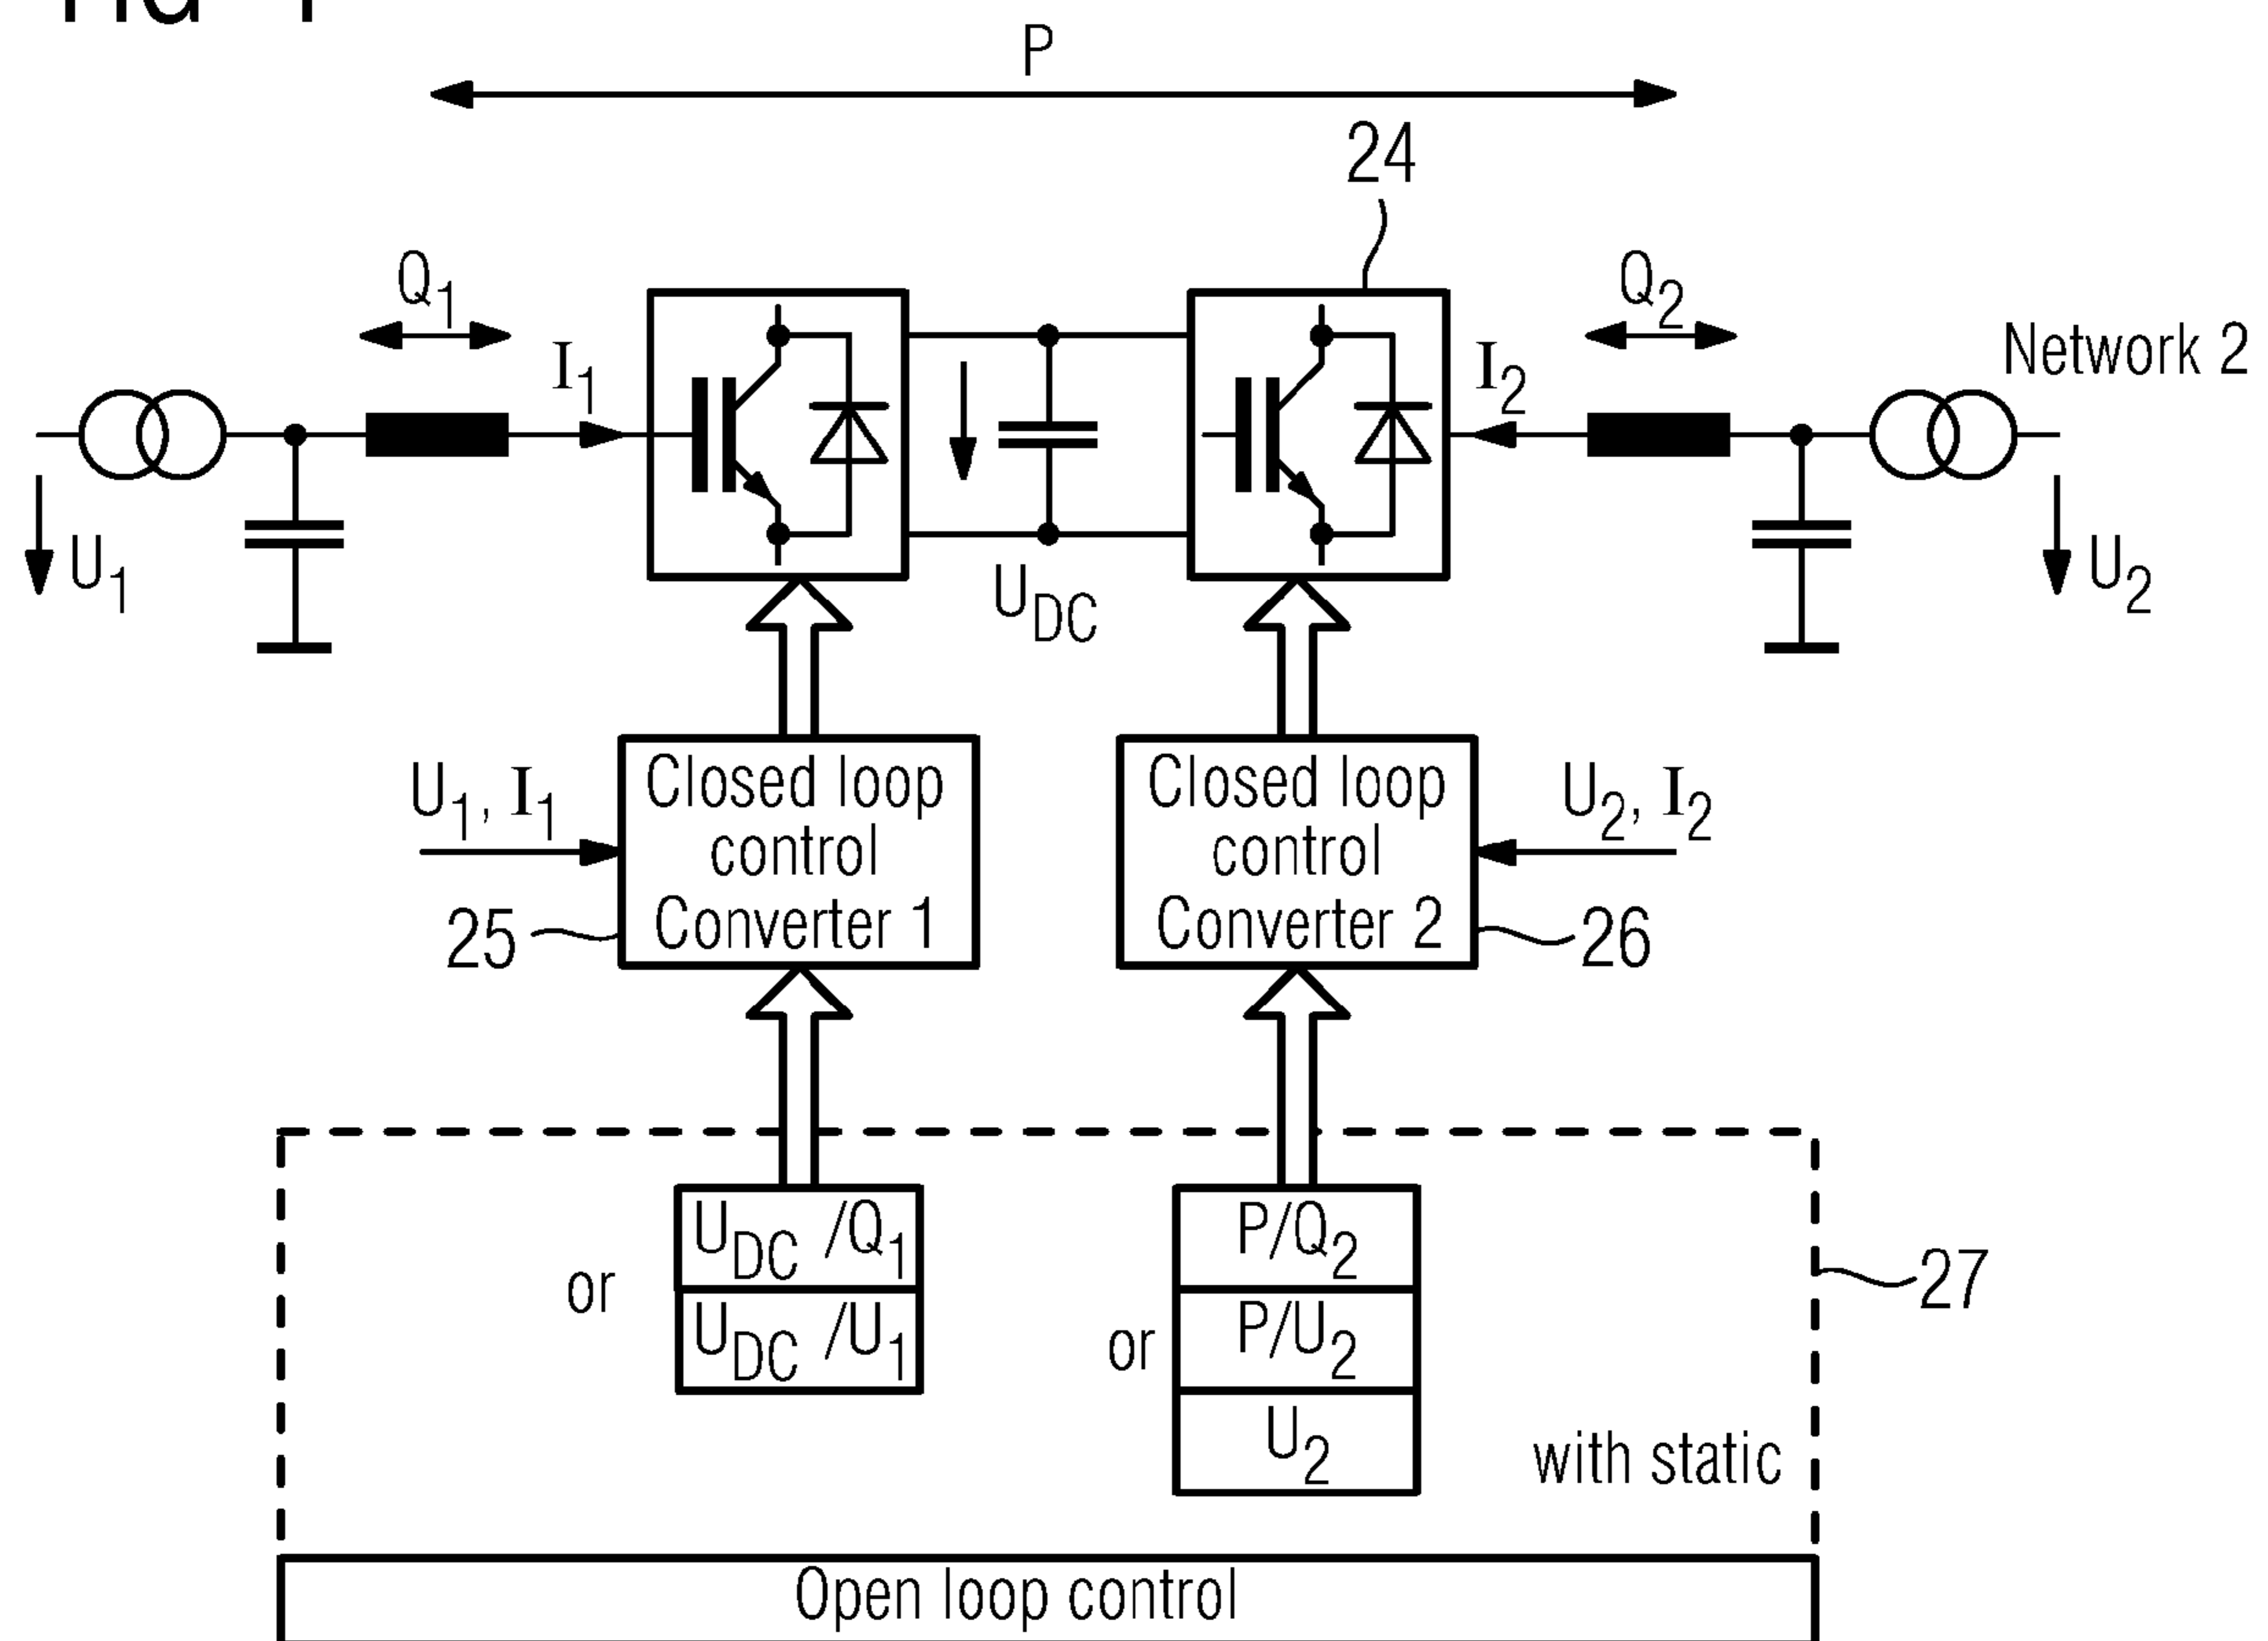 P
24
Q1
Q2
I1
I2
Network 2
U1
UDC
U2
U1, I1
Closed loop
control
Converter 1
Closed loop
control
Converter 2
U2, I2
25
26
UDC /Q1
P/Q2
or
27
UDC /U1
P/U2
or
U2
with static
Open loop control